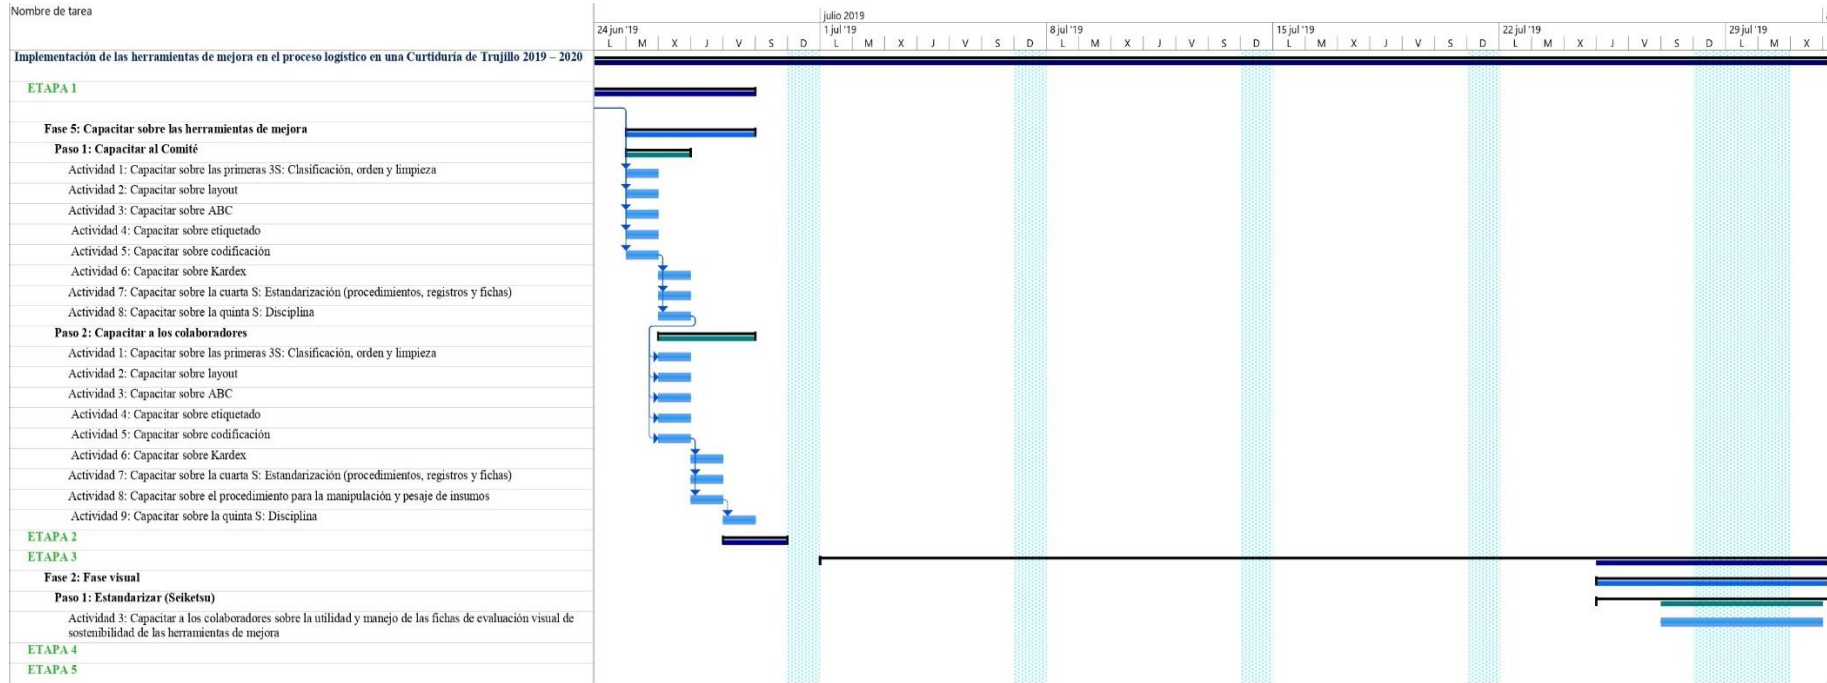 Nombre de tarea
julio 2019
24 jun '19 1 jul '19 8 jul '19 15 jul '19 22 jul '19 29 jul '19
L M X J V S D L M X J V S D L M X J V S D L M X J V S D L M X J V S D L M X
Implementación de las herramientas de mejora en el proceso logístico en una Curtiduría de Trujillo 2019 – 2020
ETAPA 1
Fase 5: Capacitar sobre las herramientas de mejora
Paso 1: Capacitar al Comité
Actividad 1: Capacitar sobre las primeras 3S: Clasificación, orden y limpieza
Actividad 2: Capacitar sobre layout
Actividad 3: Capacitar sobre ABC
Actividad 4: Capacitar sobre etiquetado
Actividad 5: Capacitar sobre codificación
Actividad 6: Capacitar sobre Kardex
Actividad 7: Capacitar sobre la cuarta S: Estandarización (procedimientos, registros y fichas)
Actividad 8: Capacitar sobre la quinta S: Disciplina
Paso 2: Capacitar a los colaboradores
Actividad 1: Capacitar sobre las primeras 3S: Clasificación, orden y limpieza
Actividad 2: Capacitar sobre layout
Actividad 3: Capacitar sobre ABC
Actividad 4: Capacitar sobre etiquetado
Actividad 5: Capacitar sobre codificación
Actividad 6: Capacitar sobre Kardex
Actividad 7: Capacitar sobre la cuarta S: Estandarización (procedimientos, registros y fichas)
Actividad 8: Capacitar sobre el procedimiento para la manipulación y pesaje de insumos
Actividad 9: Capacitar sobre la quinta S: Disciplina
ETAPA 2
ETAPA 3
Fase 2: Fase visual
Paso 1: Estandarizar (Seiketsu)
Actividad 3: Capacitar a los colaboradores sobre la utilidad y manejo de las fichas de evaluación visual de
sostenibilidad de las herramientas de mejora
ETAPA 4
ETAPA 5